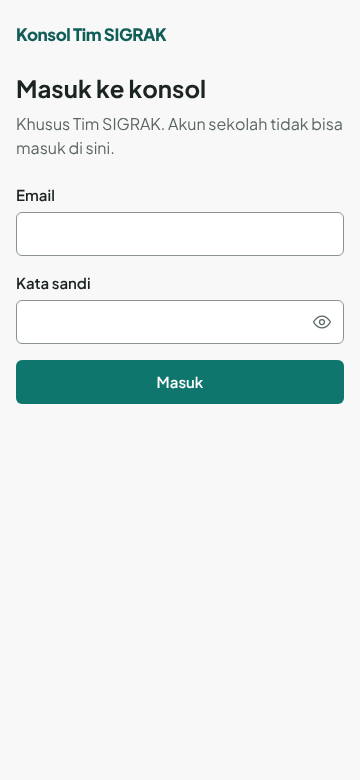 Konsol Tim SIGRAK
Masuk ke konsol
Khusus Tim SIGRAK. Akun sekolah tidak bisa
masuk di sini.
Email
Kata sandi
Masuk